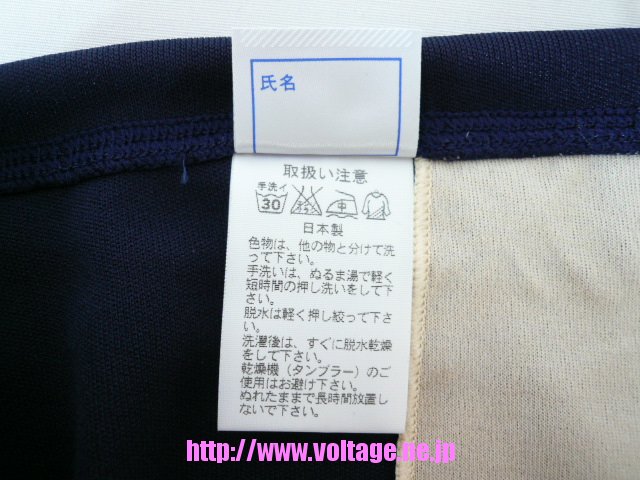 氏名
取扱い注意
手洗イ
30
エンソサラシ
中
日本製
色物は、他の物と分けて洗
って下さい。
手洗いは、ぬるま湯で軽く
短時間の押し洗いをして下
さい。
脱水は軽く押し絞って下さ
い。
洗濯後は、すぐに脱水乾燥
をして下さい。
乾燥機（タンブラー）のご
使用はお避け下さい。
ぬれたままで長時間放置し
ないで下さい。
http://www.voltage.ne.jp